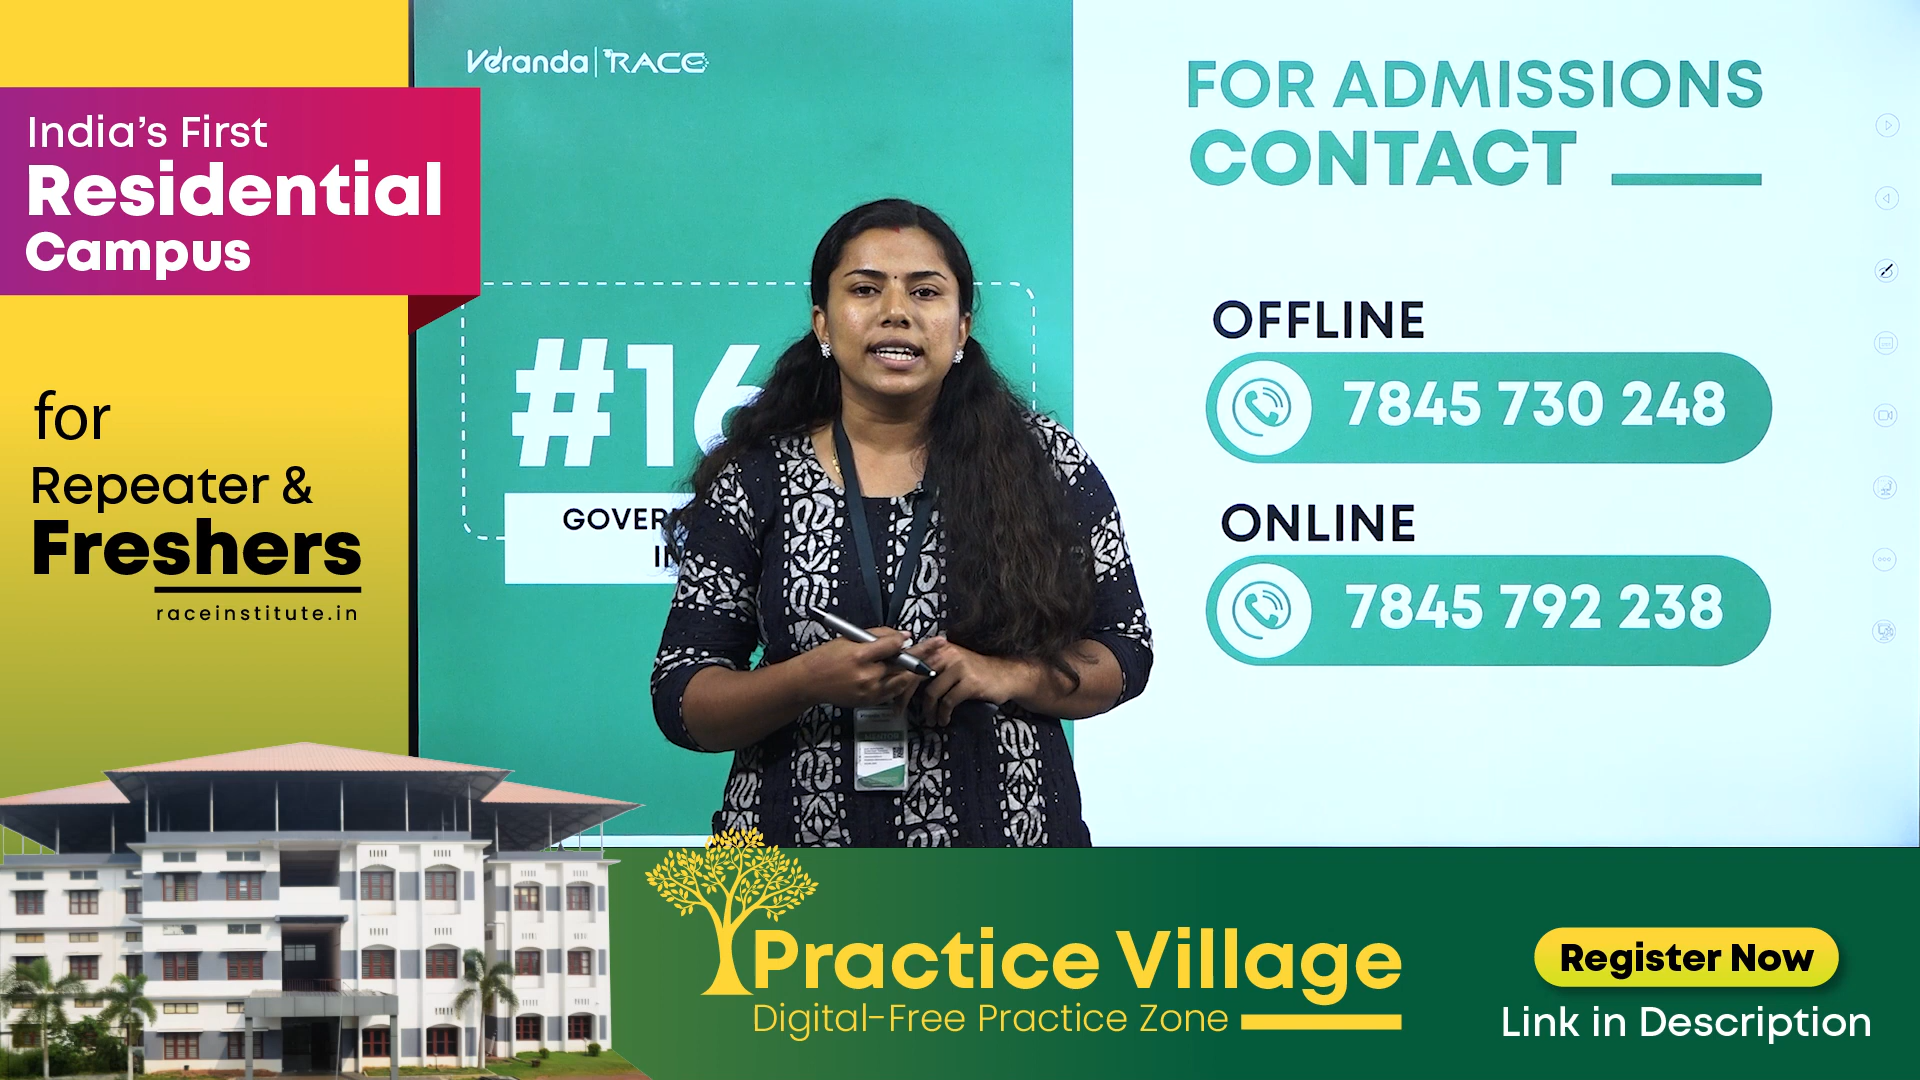 Veranda RACE
India's First
Residential
Campus
for
Repeater &
Freshers
raceinstitute.in
#16
FOR ADMISSIONS
CONTACT
OFFLINE
7845 730 248
ONLINE
7845 792 238
MENTOR
Practice Village
Digital-Free Practice Zone
Register Now
Link in Description